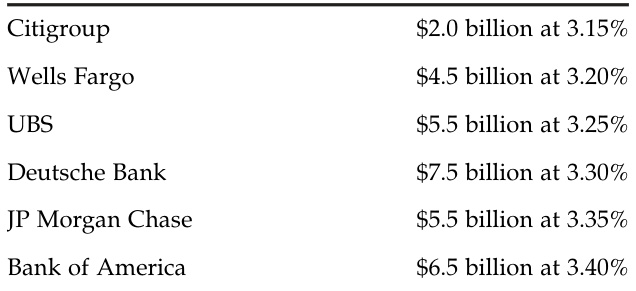 Citigroup $2.0 billion at 3.15%
Wells Fargo $4.5 billion at 3.20%
UBS $5.5 billion at 3.25%
Deutsche Bank $7.5 billion at 3.30%
JP Morgan Chase $5.5 billion at 3.35%
Bank of America $6.5 billion at 3.40%